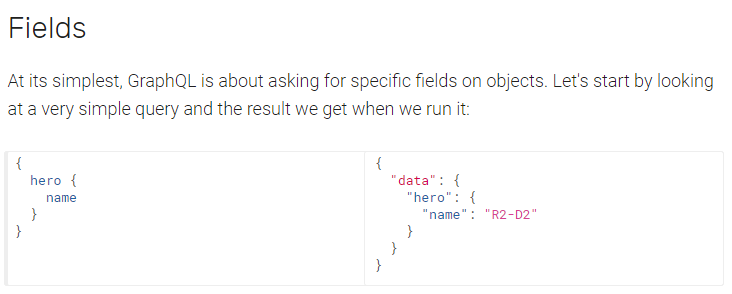 Fields
At its simplest, GraphQL is about asking for specific fields on objects. Let's start by looking
at a very simple query and the result we get when we run it:
{
  hero {
    name
  }
}
{
  "data": {
    "hero": {
      "name": "R2-D2"
    }
  }
}